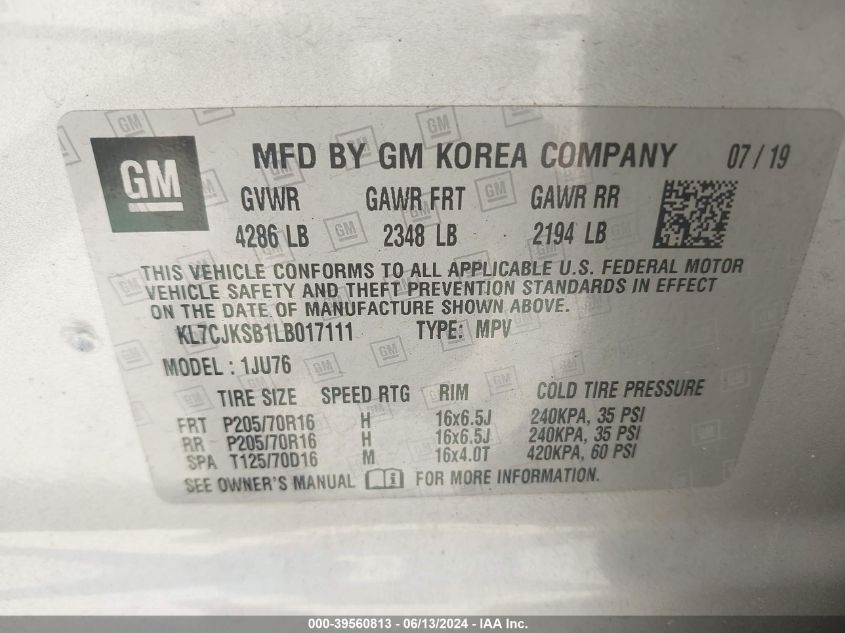 GM
MFD BY GM KOREA COMPANY 07 / 19
GVWR GAWR FRT GAWR RR
4286 LB 2348 LB 2194 LB
THIS VEHICLE CONFORMS TO ALL APPLICABLE U.S. FEDERAL MOTOR
VEHICLE SAFETY AND THEFT PREVENTION STANDARDS IN EFFECT
ON THE DATE OF MANUFACTURE SHOWN ABOVE.
KL7CJKSB1LB017111 TYPE: MPV
MODEL : 1JU76
TIRE SIZE SPEED RTG RIM COLD TIRE PRESSURE
FRT P205/70R16 H 16x6.5J 240KPA, 35 PSI
RR P205/70R16 H 16x6.5J 240KPA, 35 PSI
SPA T125/70D16 M 16x4.0T 420KPA, 60 PSI
SEE OWNER'S MANUAL FOR MORE INFORMATION.
000-39560813 - 06/13/2024 - IAA Inc.